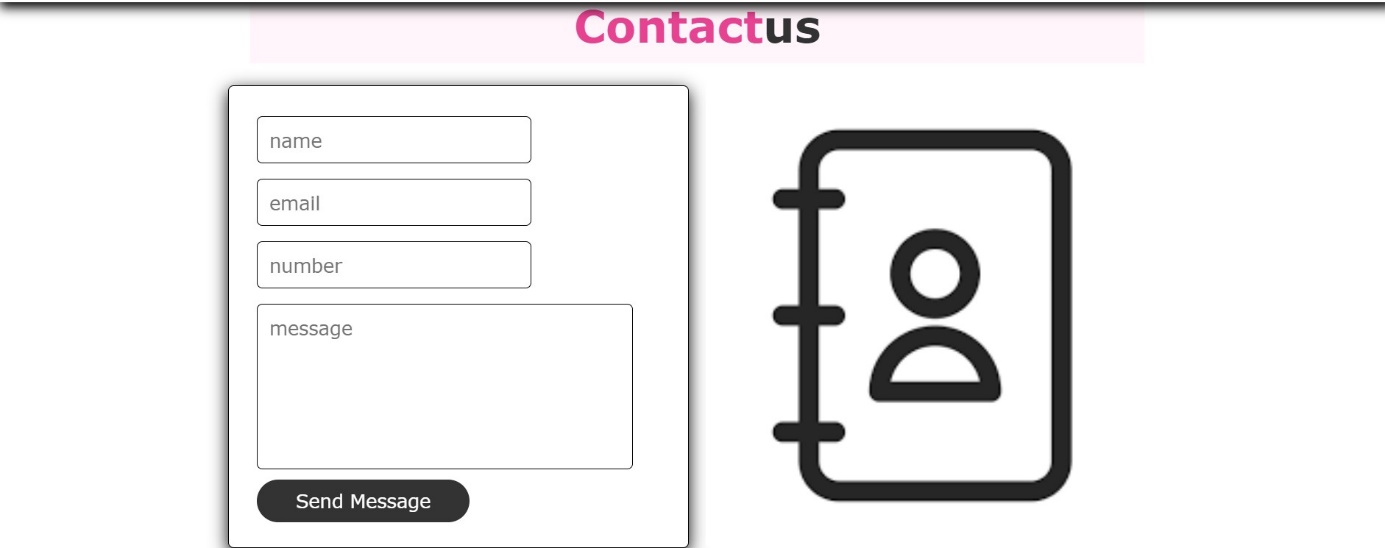 Contactus
name
email
number
message
Send Message